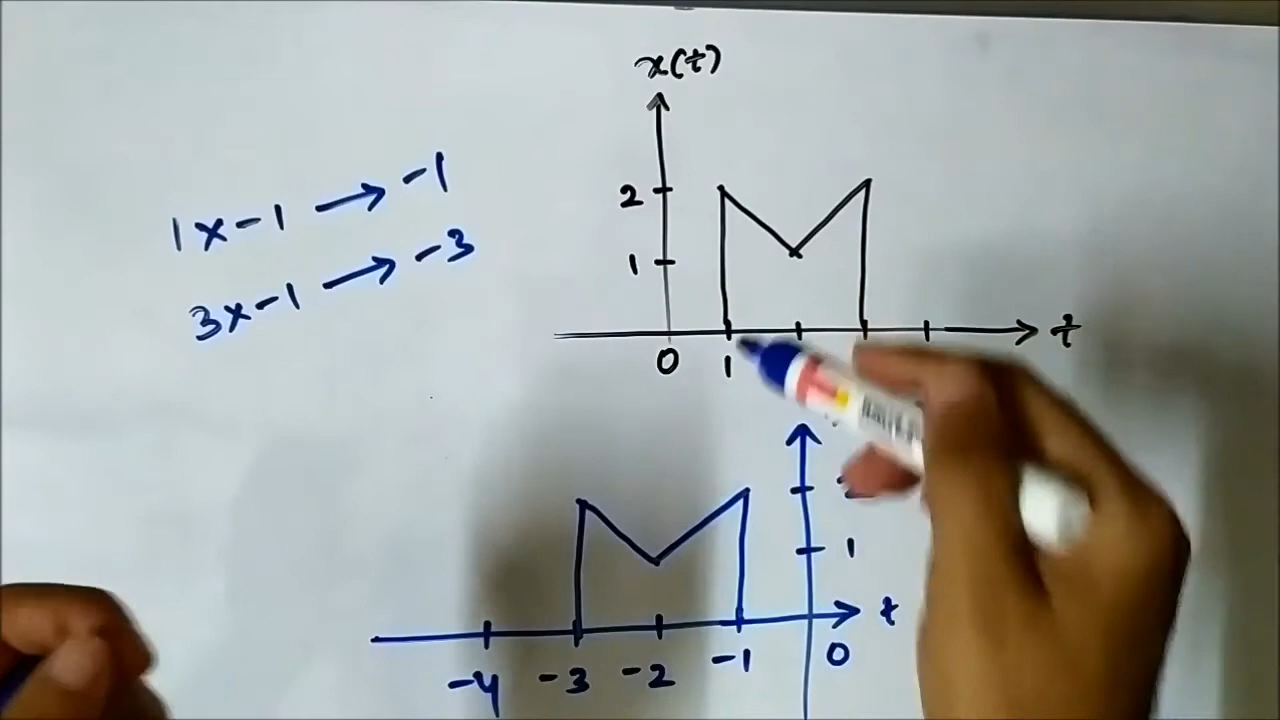 x(t)
2
1
0 1
t
1x-1 → -1
3x-1 → -3
1
t
-4 -3 -2 -1 0